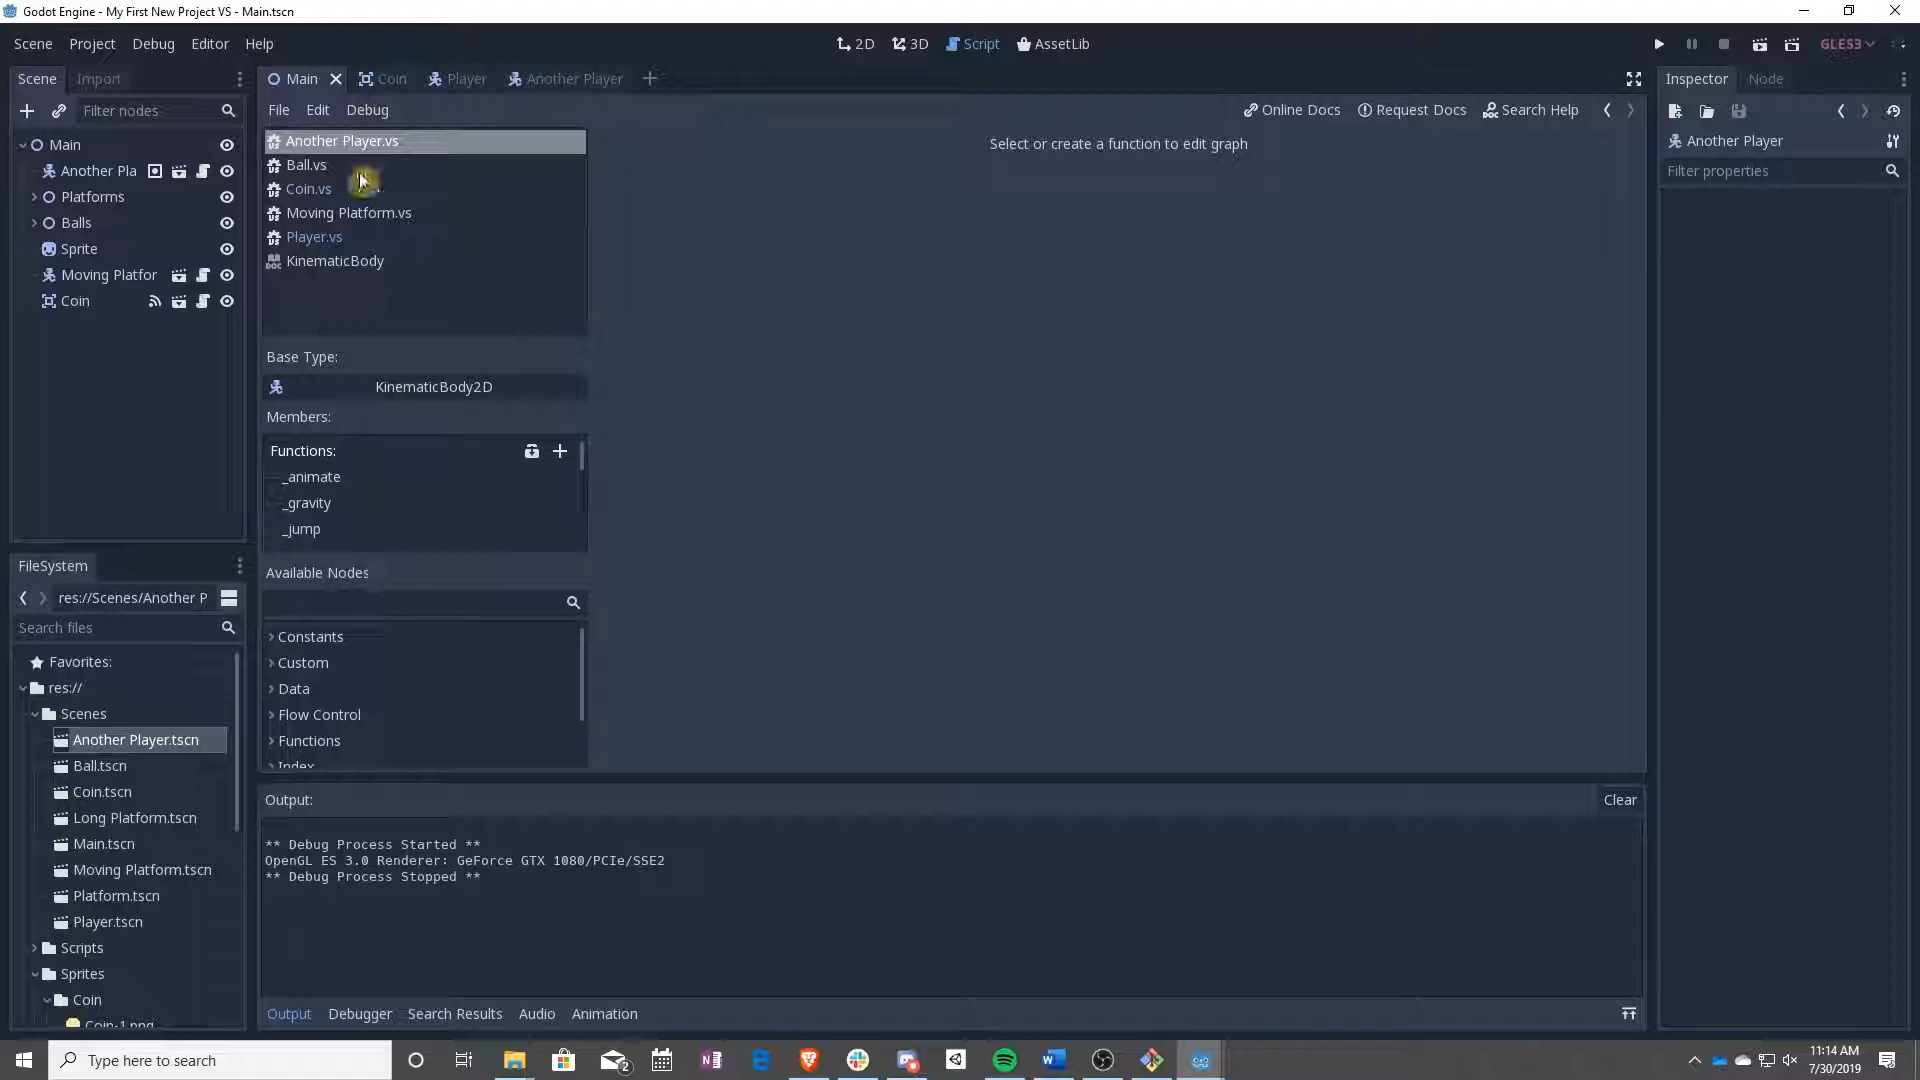 Godot Engine - My First New Project VS - Main.tscn
Scene Project Debug Editor Help
2D 3D Script AssetLib
GLES3
Scene Import
Filter nodes
Main
Another Pla
Platforms
Balls
Sprite
Moving Platfor
Coin
FileSystem
res://Scenes/Another P
Search files
Favorites:
res://
Scenes
Another Player.tscn
Ball.tscn
Coin.tscn
Long Platform.tscn
Main.tscn
Moving Platform.tscn
Platform.tscn
Player.tscn
Scripts
Sprites
Coin
Coin-1.png
Main Coin Player Another Player
File Edit Debug
Online Docs Request Docs Search Help
Another Player.vs
Ball.vs
Coin.vs
Moving Platform.vs
Player.vs
KinematicBody
Base Type:
KinematicBody2D
Members:
Functions:
_animate
_gravity
_jump
Available Nodes
Constants
Custom
Data
Flow Control
Functions
Index
Select or create a function to edit graph
Output:
Clear
** Debug Process Started **
OpenGL ES 3.0 Renderer: GeForce GTX 1080/PCIe/SSE2
** Debug Process Stopped **
Output Debugger Search Results Audio Animation
Inspector Node
Another Player
Filter properties
Type here to search
2
11:14 AM
7/30/2019